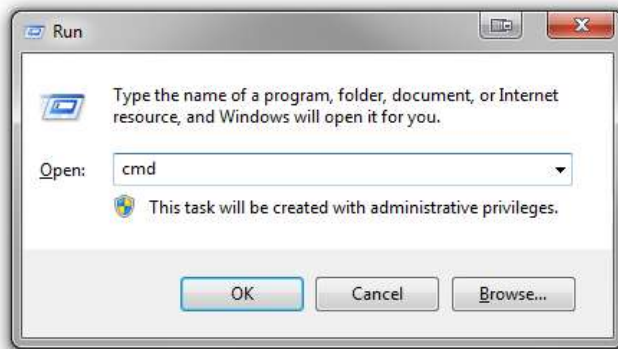 Run
Type the name of a program, folder, document, or Internet
resource, and Windows will open it for you.
Open: cmd
This task will be created with administrative privileges.
OK Cancel Browse...